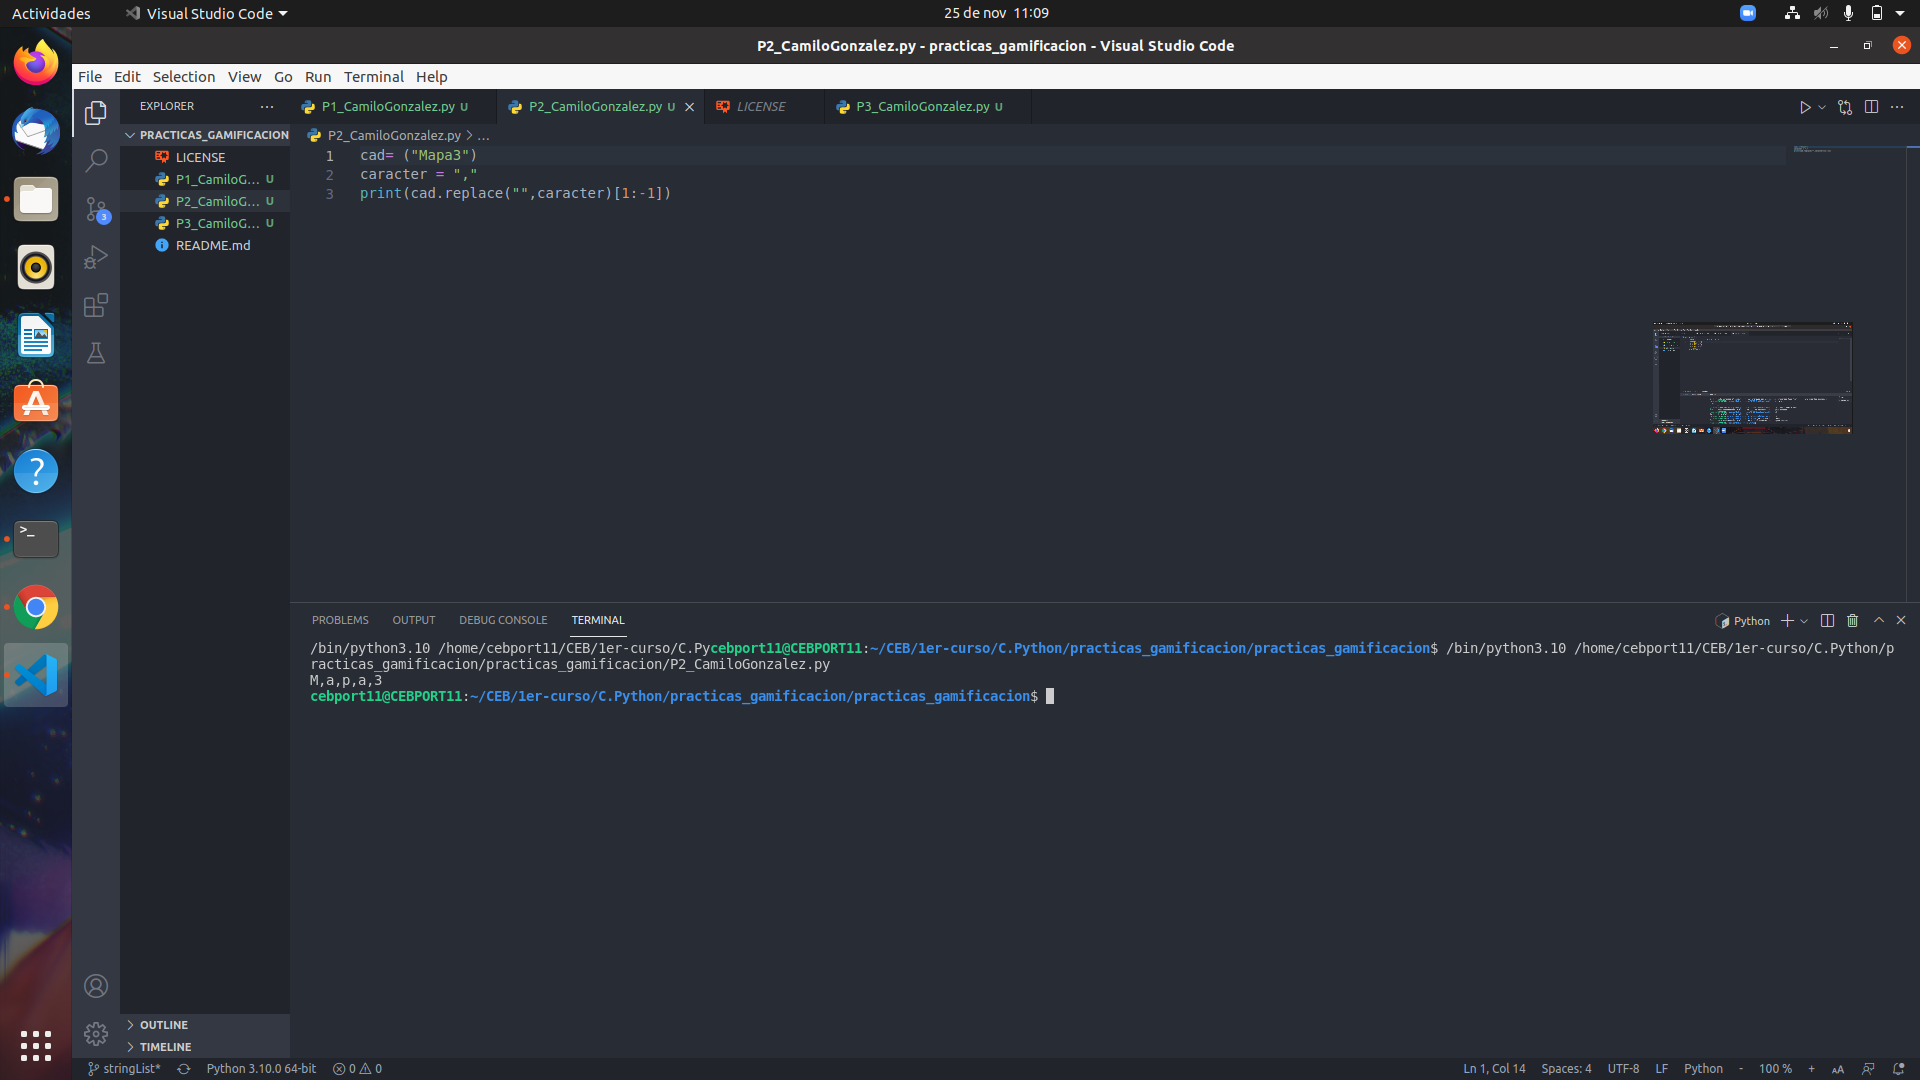 Actividades
Visual Studio Code
25 de nov 11:09
P2_CamiloGonzalez.py - practicas_gamificacion - Visual Studio Code
File Edit Selection View Go Run Terminal Help
EXPLORER
P1_CamiloGonzalez.py U
P2_CamiloGonzalez.py U
LICENSE
P3_CamiloGonzalez.py U
PRACTICAS_GAMIFICACION
LICENSE
P1_CamiloG... U
P2_CamiloG... U
P3_CamiloG... U
README.md
3
P2_CamiloGonzalez.py > ...
1 cad= ("Mapa3")
2 caracter = ","
3 print(cad.replace("",caracter)[1:-1])
PROBLEMS OUTPUT DEBUG CONSOLE TERMINAL
Python
/bin/python3.10 /home/cebport11/CEB/1er-curso/C.Pycebport11@CEBPORT11:~/CEB/1er-curso/C.Python/practicas_gamificacion/practicas_gamificacion$ /bin/python3.10 /home/cebport11/CEB/1er-curso/C.Python/p
racticas_gamificacion/practicas_gamificacion/P2_CamiloGonzalez.py
M,a,p,a,3
cebport11@CEBPORT11:~/CEB/1er-curso/C.Python/practicas_gamificacion/practicas_gamificacion$
OUTLINE
TIMELINE
stringList* Python 3.10.0 64-bit 0 0
Ln 1, Col 14 Spaces: 4 UTF-8 LF Python - 100 % + AA